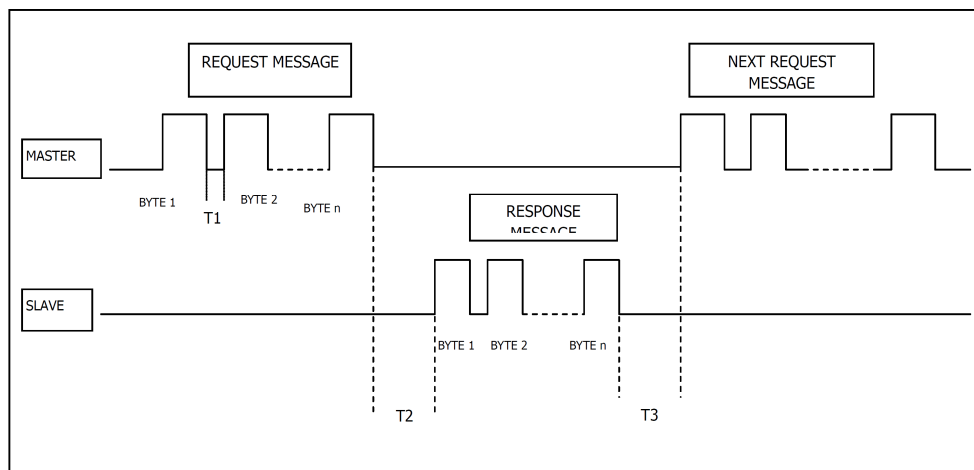 REQUEST MESSAGE
NEXT REQUEST
MESSAGE
MASTER
BYTE 1
T1
BYTE 2
BYTE n
RESPONSE
MESSAGE
SLAVE
BYTE 1
BYTE 2
BYTE n
T2
T3